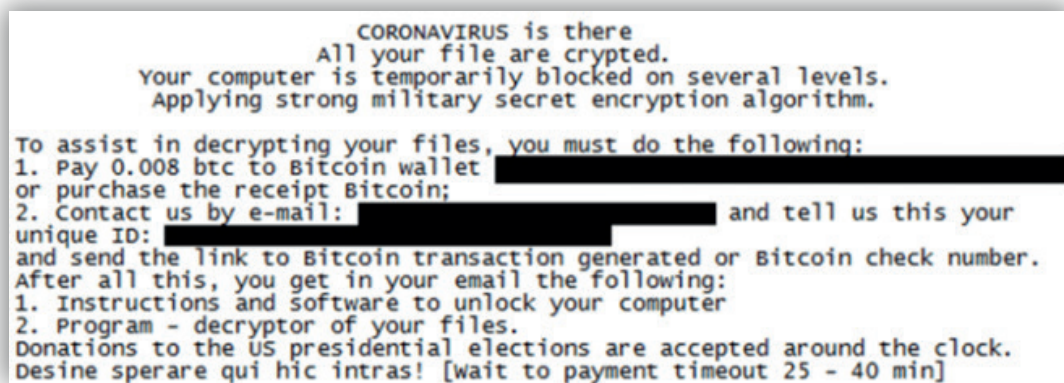 CORONAVIRUS is there
All your file are crypted.
Your computer is temporarily blocked on several levels.
Applying strong military secret encryption algorithm.
To assist in decrypting your files, you must do the following:
1. Pay 0.008 btc to Bitcoin wallet
or purchase the receipt Bitcoin;
2. Contact us by e-mail: and tell us this your
unique ID:
and send the link to Bitcoin transaction generated or Bitcoin check number.
After all this, you get in your email the following:
1. Instructions and software to unlock your computer
2. Program - decryptor of your files.
Donations to the US presidential elections are accepted around the clock.
Desine sperare qui hic intras! [Wait to payment timeout 25 - 40 min]